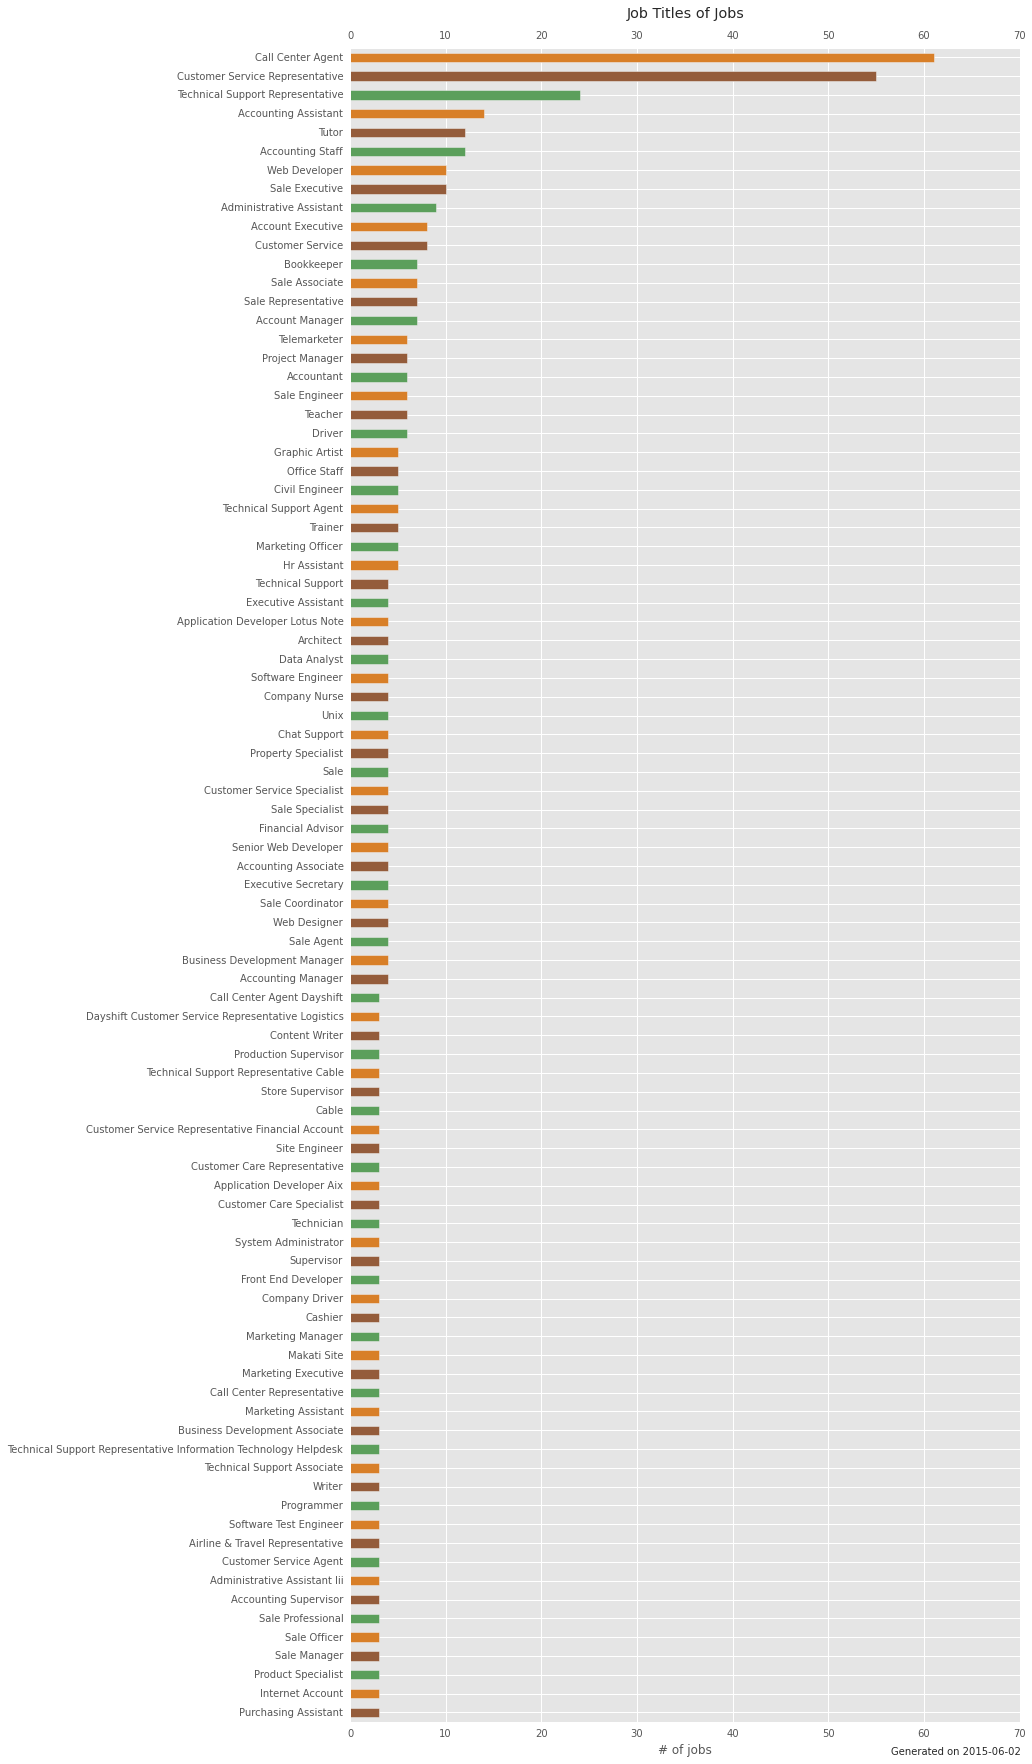 Job Titles of Jobs
0 10 20 30 40 50 60 70
Call Center Agent
Customer Service Representative
Technical Support Representative
Accounting Assistant
Tutor
Accounting Staff
Web Developer
Sale Executive
Administrative Assistant
Account Executive
Customer Service
Bookkeeper
Sale Associate
Sale Representative
Account Manager
Telemarketer
Project Manager
Accountant
Sale Engineer
Teacher
Driver
Graphic Artist
Office Staff
Civil Engineer
Technical Support Agent
Trainer
Marketing Officer
Hr Assistant
Technical Support
Executive Assistant
Application Developer Lotus Note
Architect
Data Analyst
Software Engineer
Company Nurse
Unix
Chat Support
Property Specialist
Sale
Customer Service Specialist
Sale Specialist
Financial Advisor
Senior Web Developer
Accounting Associate
Executive Secretary
Sale Coordinator
Web Designer
Sale Agent
Business Development Manager
Accounting Manager
Call Center Agent Dayshift
Dayshift Customer Service Representative Logistics
Content Writer
Production Supervisor
Technical Support Representative Cable
Store Supervisor
Cable
Customer Service Representative Financial Account
Site Engineer
Customer Care Representative
Application Developer Aix
Customer Care Specialist
Technician
System Administrator
Supervisor
Front End Developer
Company Driver
Cashier
Marketing Manager
Makati Site
Marketing Executive
Call Center Representative
Marketing Assistant
Business Development Associate
Technical Support Representative Information Technology Helpdesk
Technical Support Associate
Writer
Programmer
Software Test Engineer
Airline & Travel Representative
Customer Service Agent
Administrative Assistant Iii
Accounting Supervisor
Sale Professional
Sale Officer
Sale Manager
Product Specialist
Internet Account
Purchasing Assistant
0 10 20 30 40 50 60 70
# of jobs
Generated on 2015-06-02